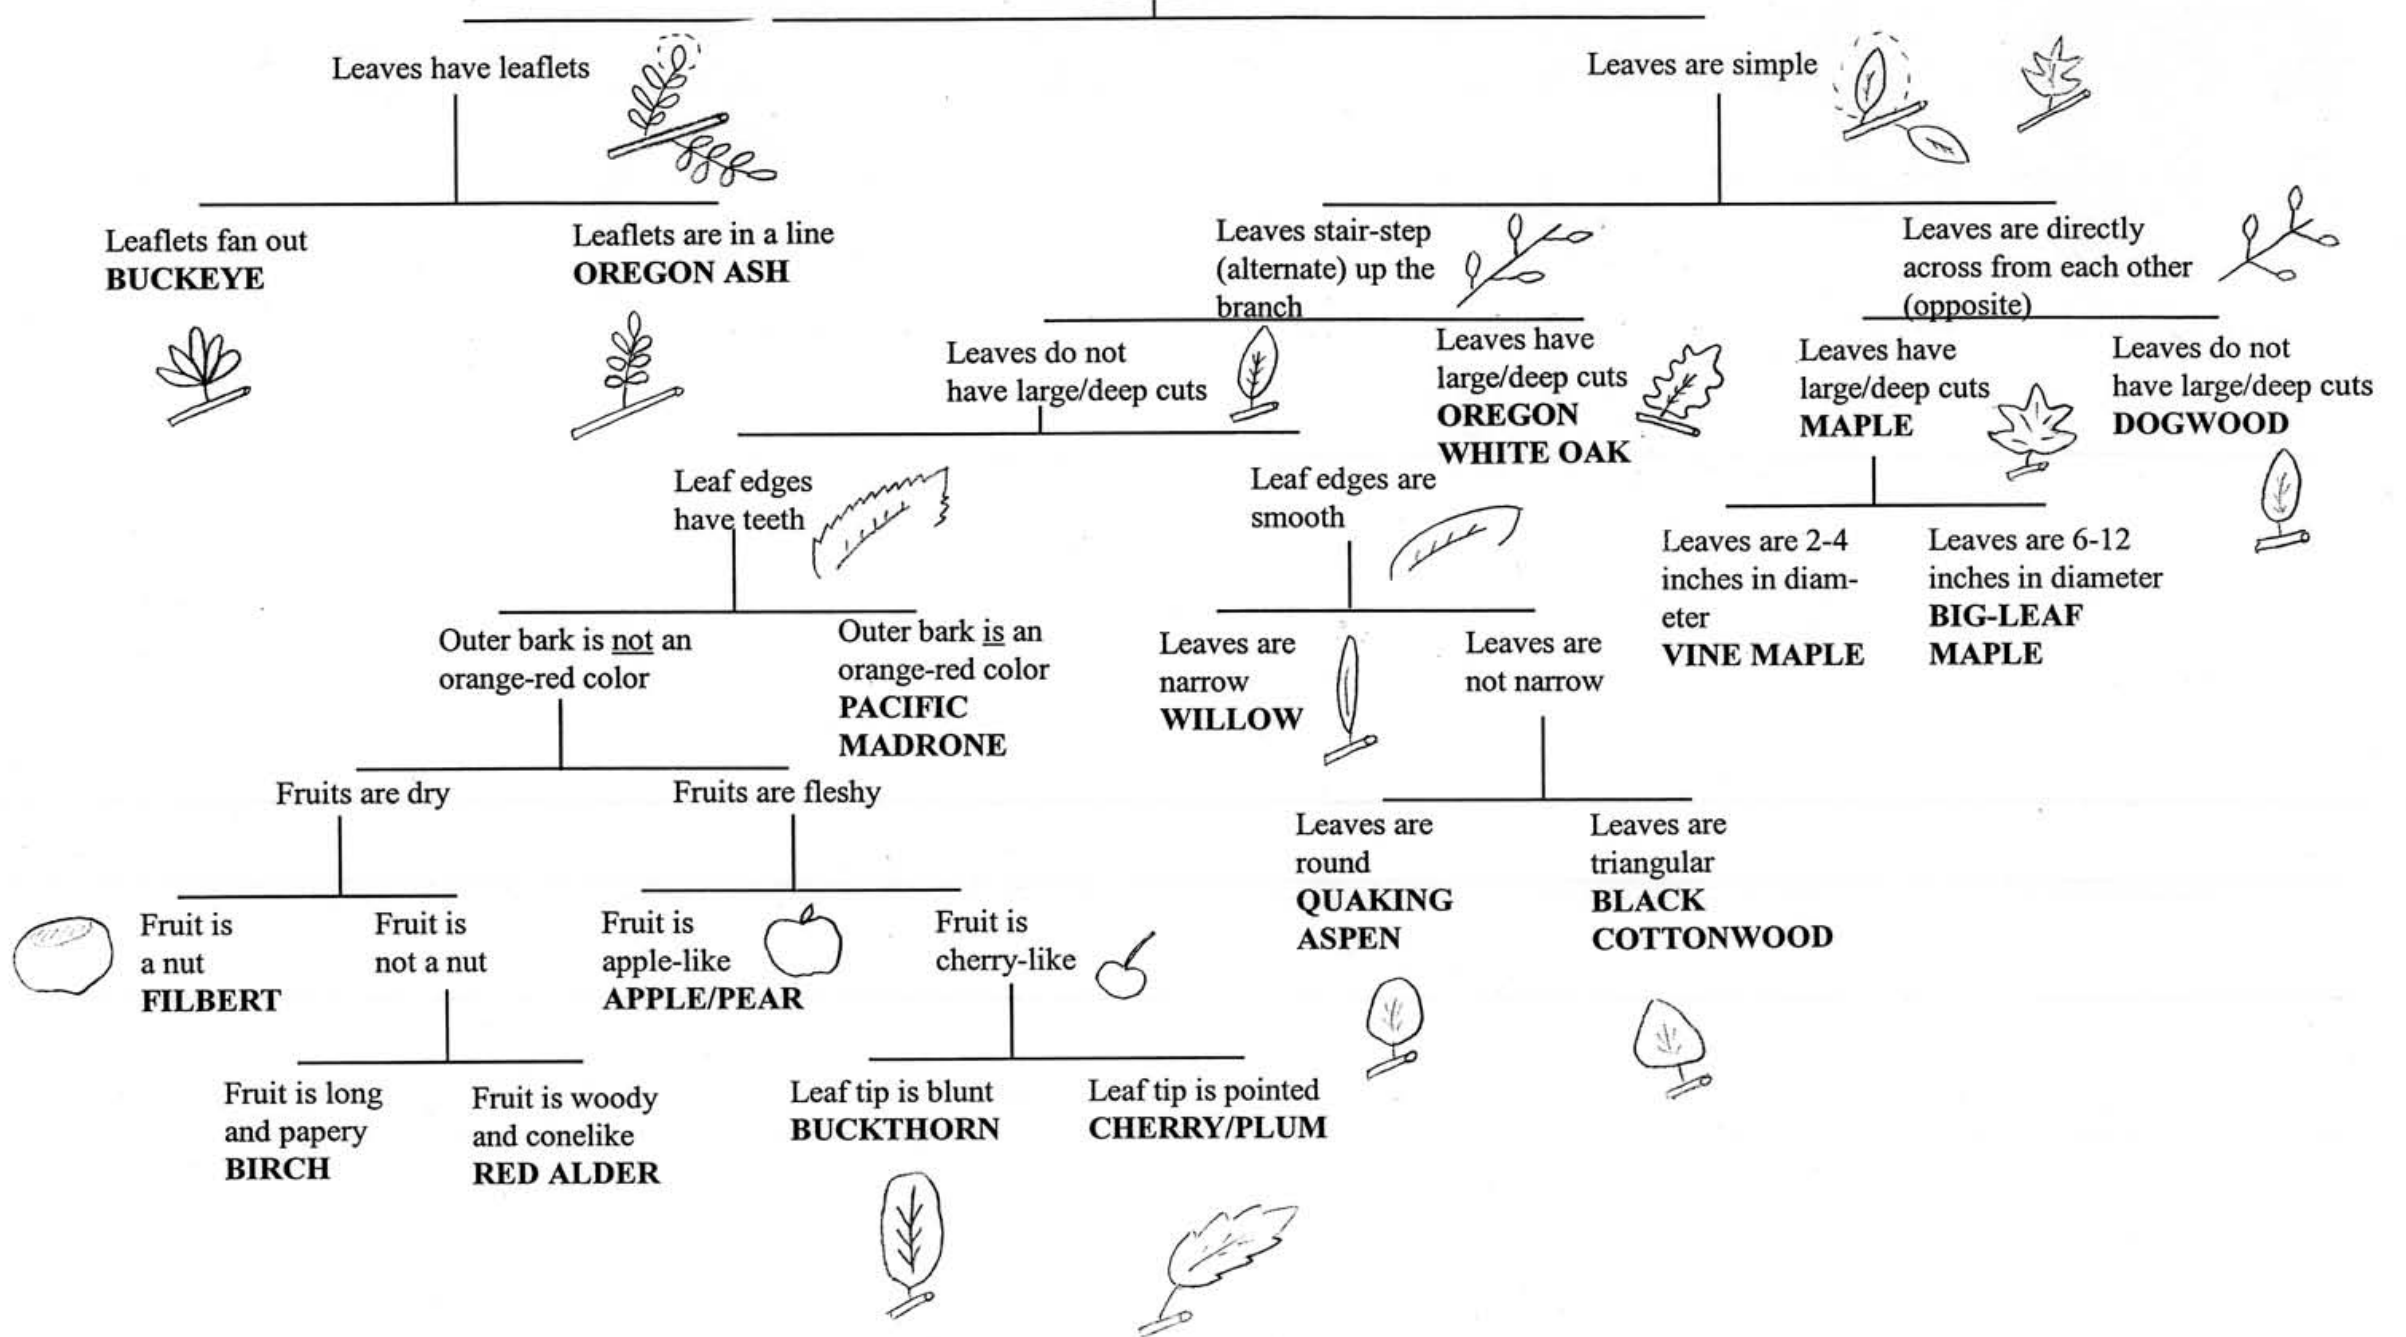 Leaves have leaflets
Leaves are simple
Leaflets fan out
BUCKEYE
Leaflets are in a line
OREGON ASH
Leaves stair-step
(alternate) up the
branch
Leaves are directly
across from each other
(opposite)
Leaves do not
have large/deep cuts
Leaves have
large/deep cuts
OREGON
WHITE OAK
Leaves have
large/deep cuts
MAPLE
Leaves do not
have large/deep cuts
DOGWOOD
Leaf edges
have teeth
Leaf edges are
smooth
Leaves are 2-4
inches in diam-
eter
VINE MAPLE
Leaves are 6-12
inches in diameter
BIG-LEAF
MAPLE
Outer bark is not an
orange-red color
Outer bark is an
orange-red color
PACIFIC
MADRONE
Leaves are
narrow
WILLOW
Leaves are
not narrow
Fruits are dry
Fruits are fleshy
Leaves are
round
QUAKING
ASPEN
Leaves are
triangular
BLACK
COTTONWOOD
Fruit is
a nut
FILBERT
Fruit is
not a nut
Fruit is
apple-like
APPLE/PEAR
Fruit is
cherry-like
Fruit is long
and papery
BIRCH
Fruit is woody
and conelike
RED ALDER
Leaf tip is blunt
BUCKTHORN
Leaf tip is pointed
CHERRY/PLUM